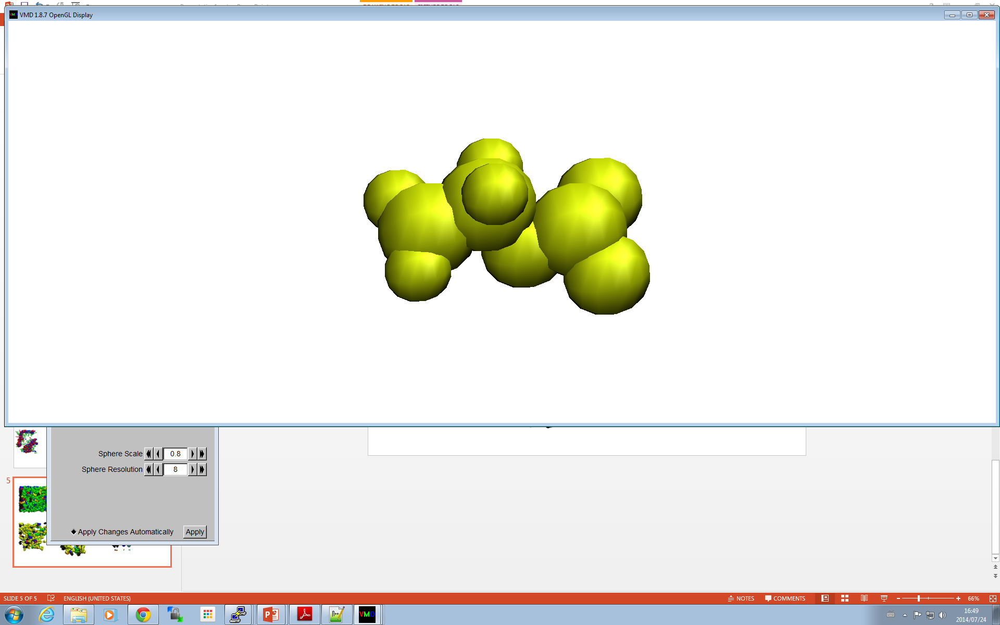 VMD 1.8.7 OpenGL Display
Sphere Scale 0.8
Sphere Resolution 8
Apply Changes Automatically Apply
5
SLIDE 5 OF 5 ENGLISH (UNITED STATES) NOTES COMMENTS 66%
VMD
16:49
2014/07/24